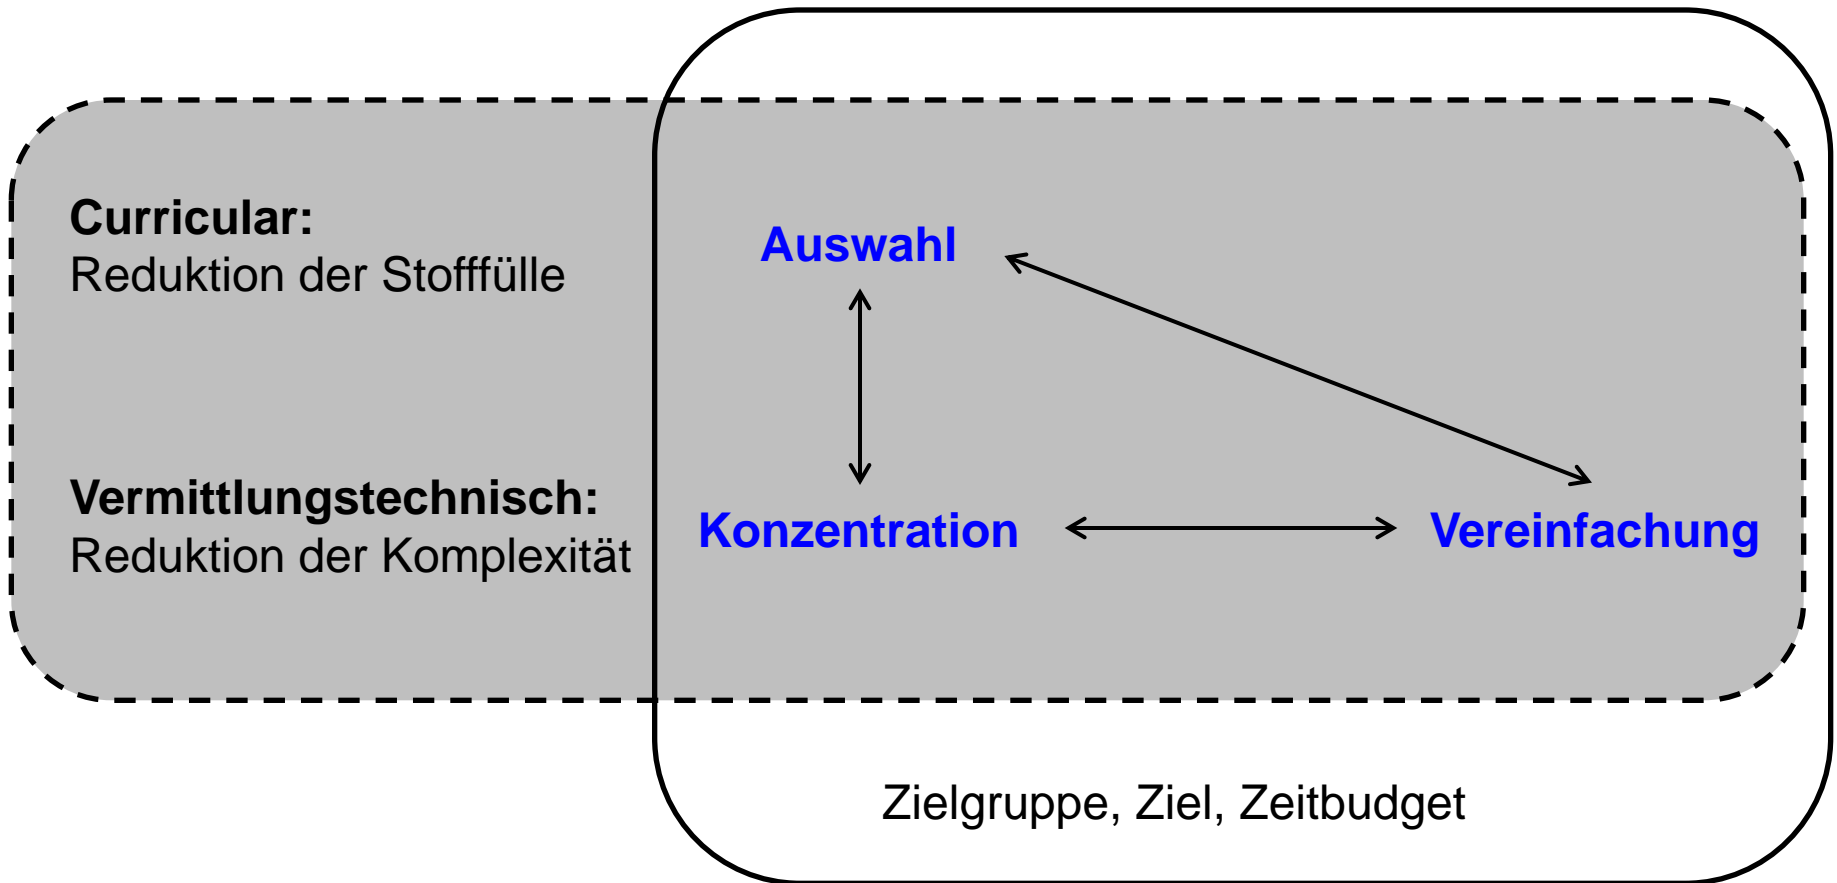 Curricular:
Reduktion der Stofffülle
Auswahl
Vermittlungstechnisch:
Reduktion der Komplexität
Konzentration
Vereinfachung
Zielgruppe, Ziel, Zeitbudget